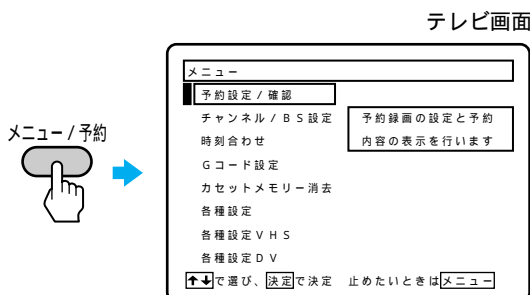 テレビ画面
メニュー
予約設定/確認
チャンネル/BS設定
時刻合わせ
Gコード設定
カセットメモリー消去
各種設定
各種設定VHS
各種設定DV
予約録画の設定と予約
内容の表示を行います
↑↓で選び、決定で決定 止めたいときはメニュー
メニュー/予約